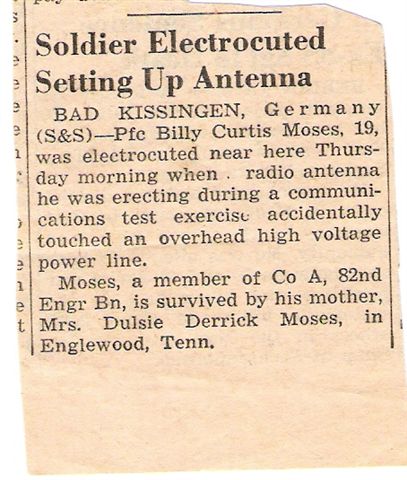 Soldier Electrocuted
Setting Up Antenna
BAD KISSINGEN, Germany
(S&S)—Pfc Billy Curtis Moses, 19,
was electrocuted near here Thurs-
day morning when . radio antenna
he was erecting during a communi-
cations test exercise accidentally
touched an overhead high voltage
power line.
Moses, a member of Co A, 82nd
Engr Bn, is survived by his mother,
Mrs. Dulsie Derrick Moses, in
Englewood, Tenn.